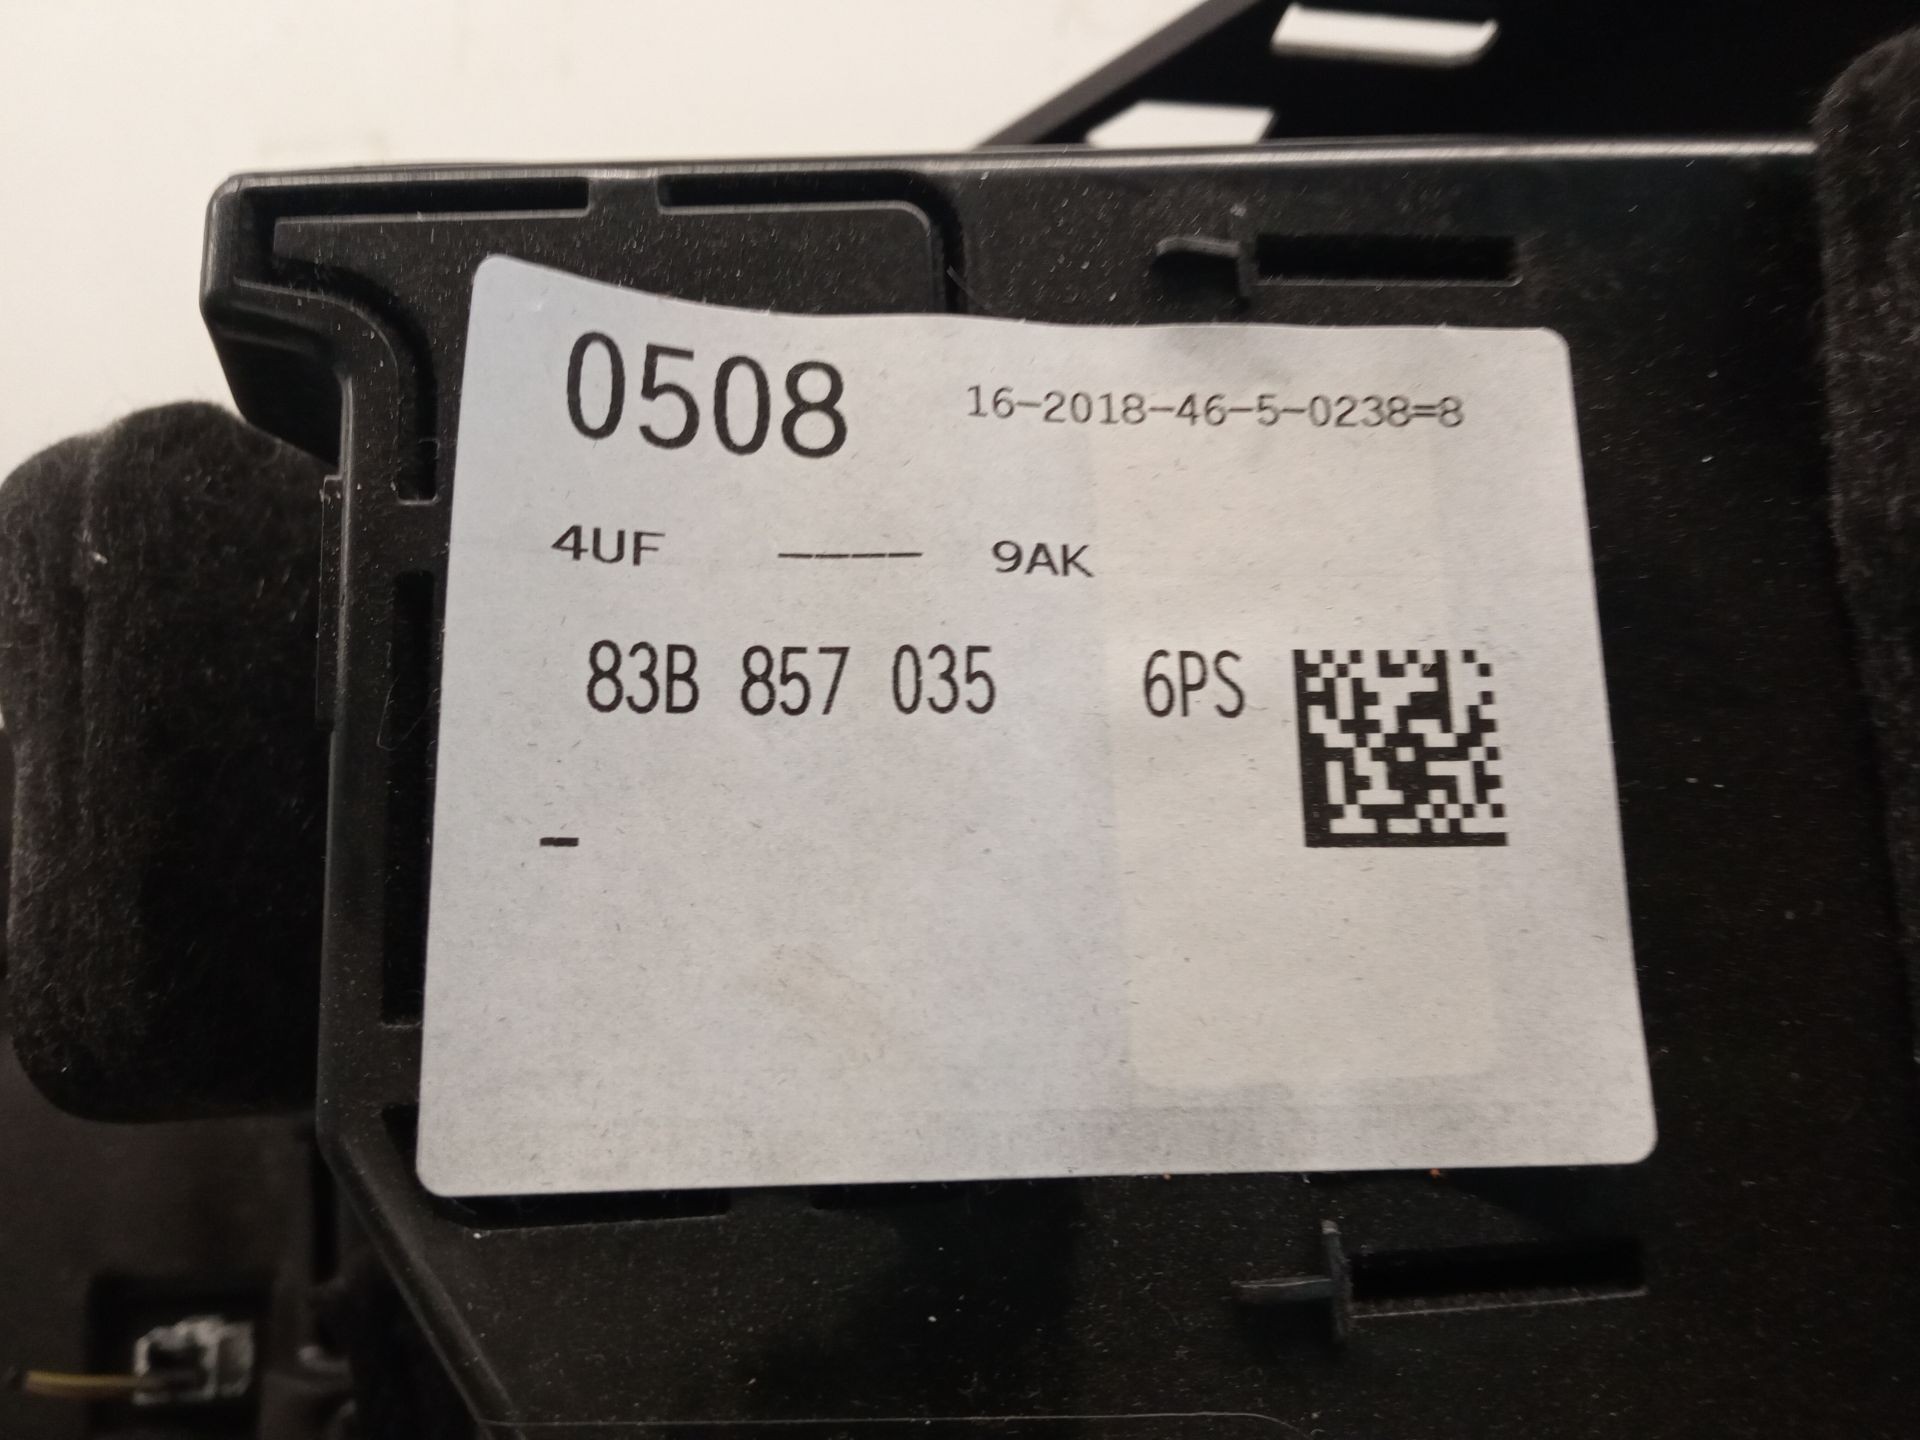 0508 16-2018-46-5-0238=8
4UF ---- 9AK
83B 857 035 6PS
-